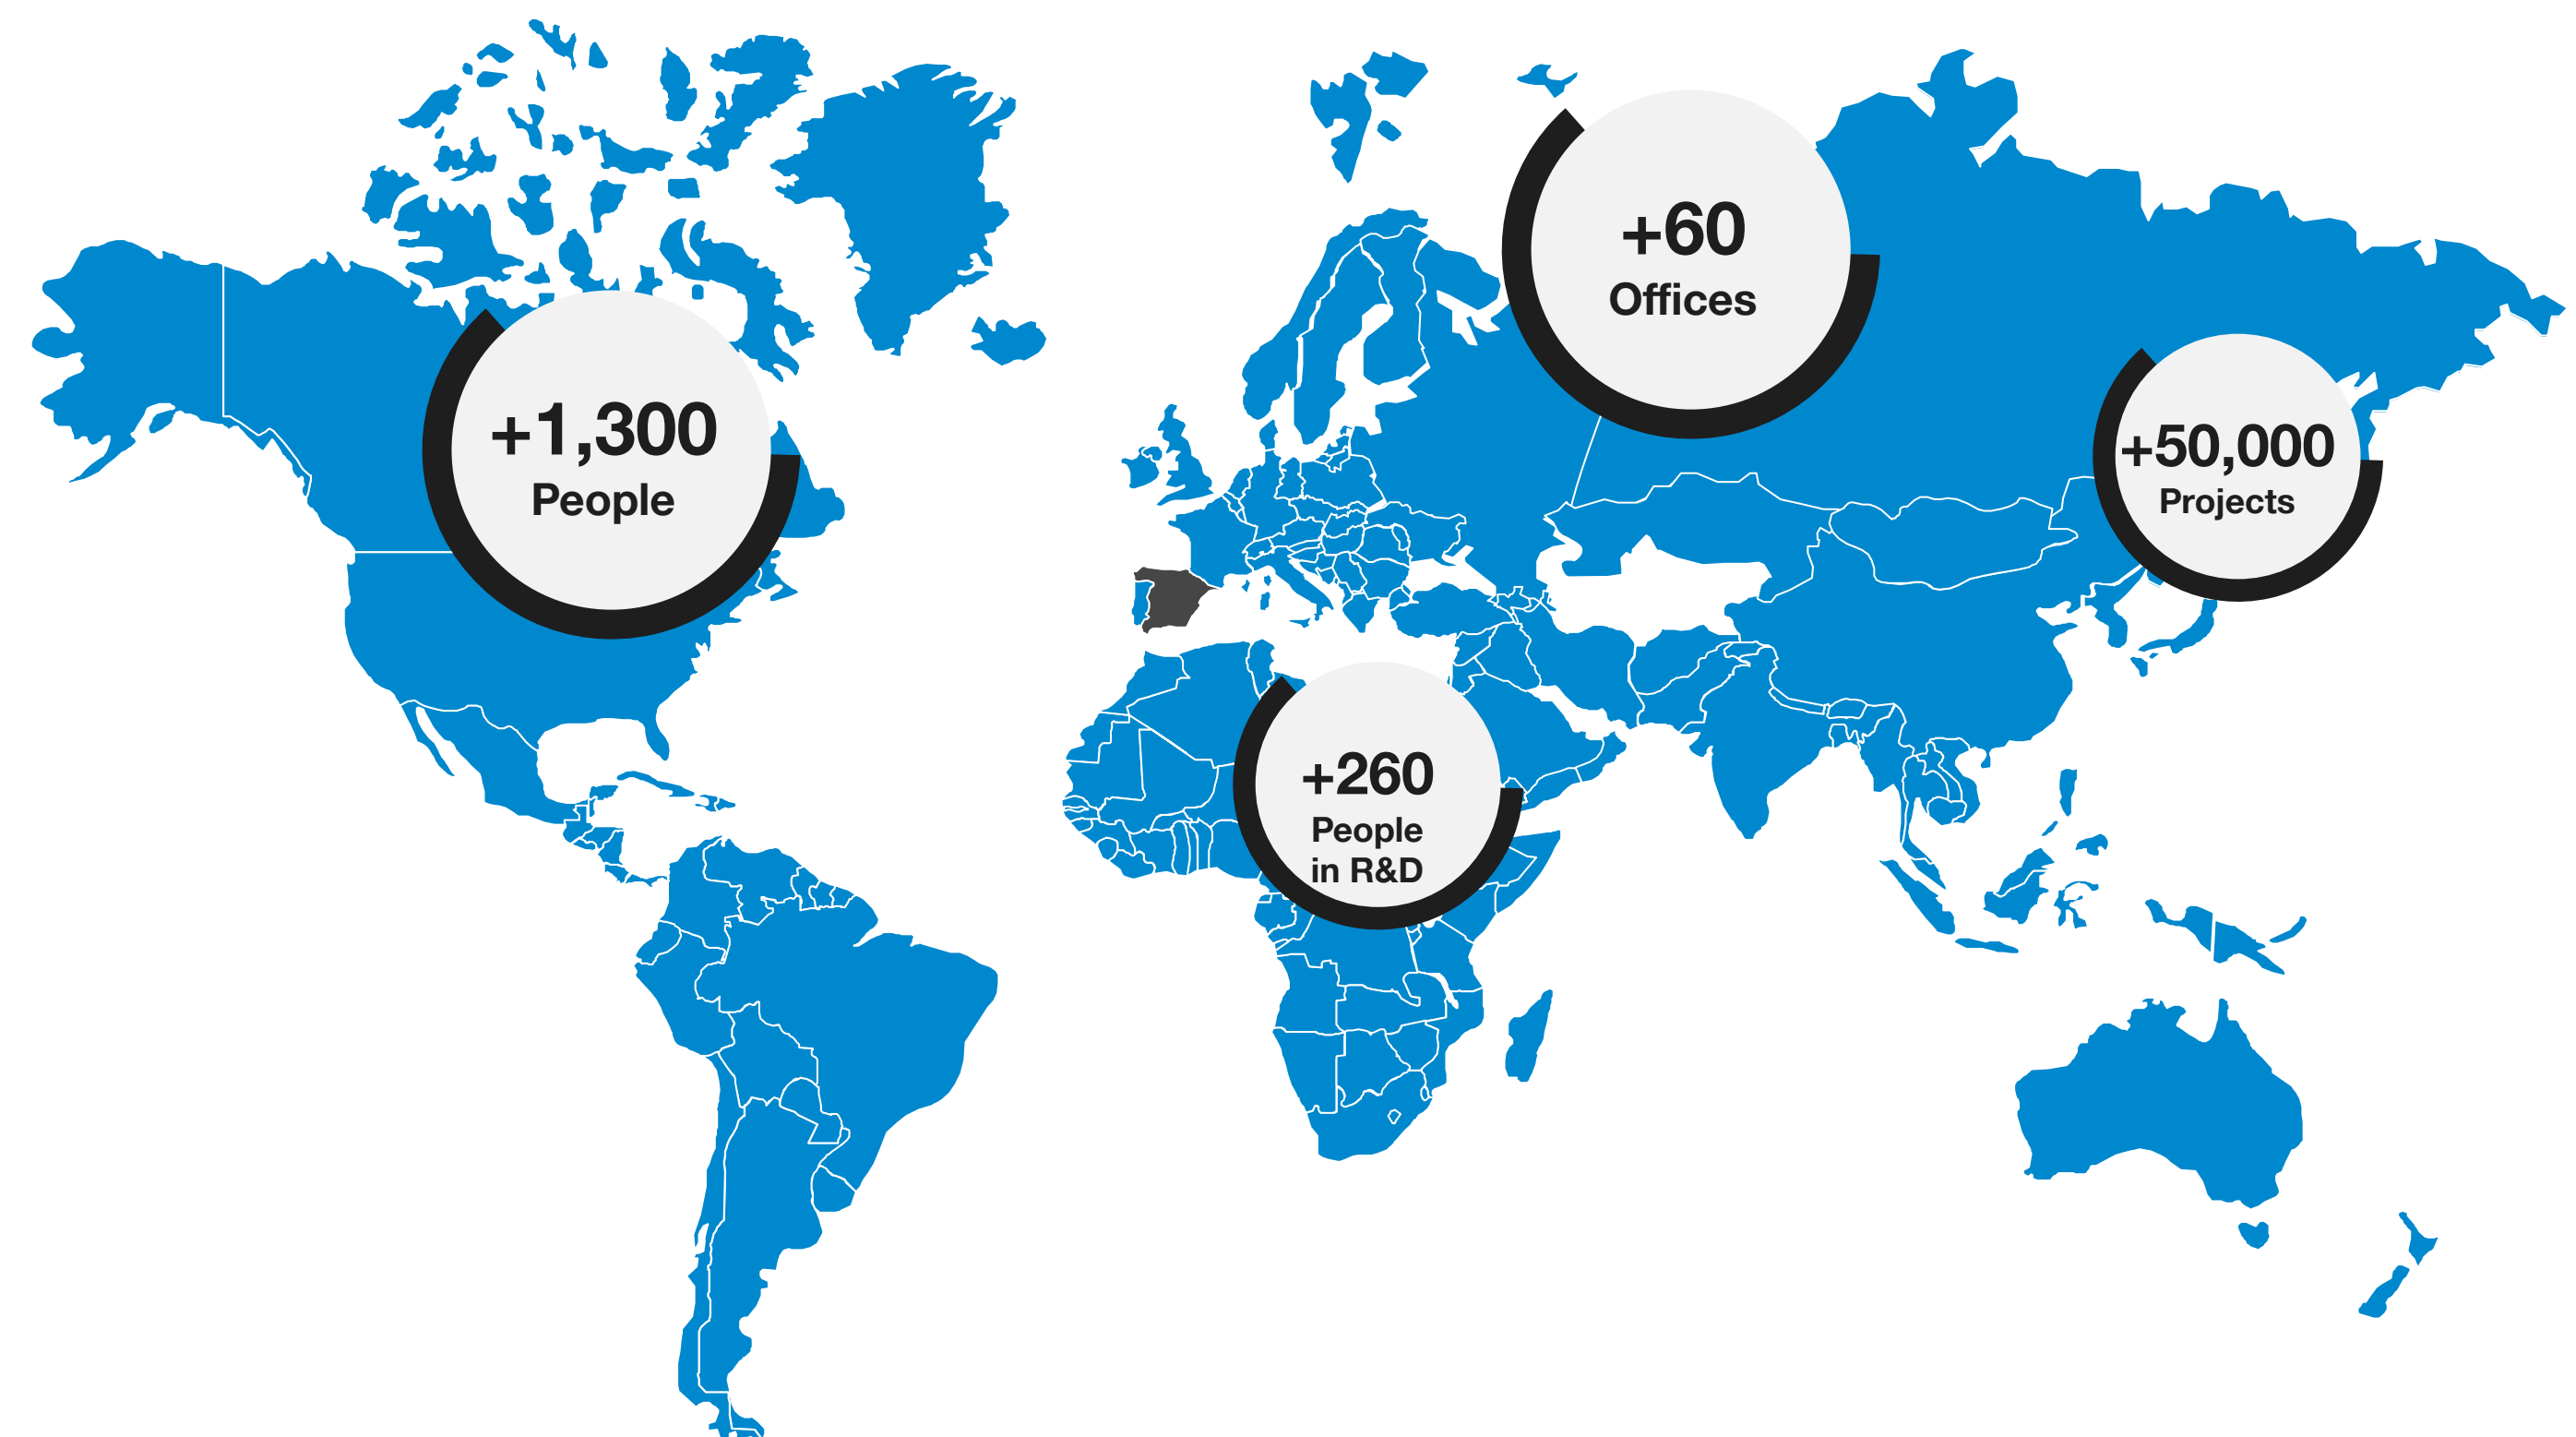 +60
Offices
+1,300
People
+50,000
Projects
+260
People
in R&D